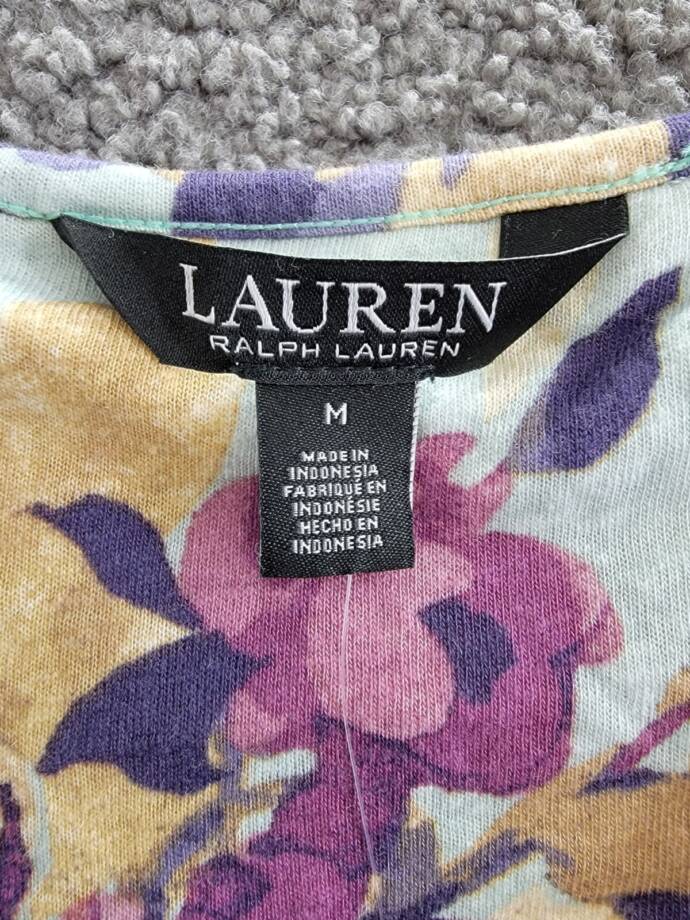 LAUREN
RALPH LAUREN
M
MADE IN
INDONESIA
FABRIQUÉ EN
INDONÉSIE
HECHO EN
INDONESIA